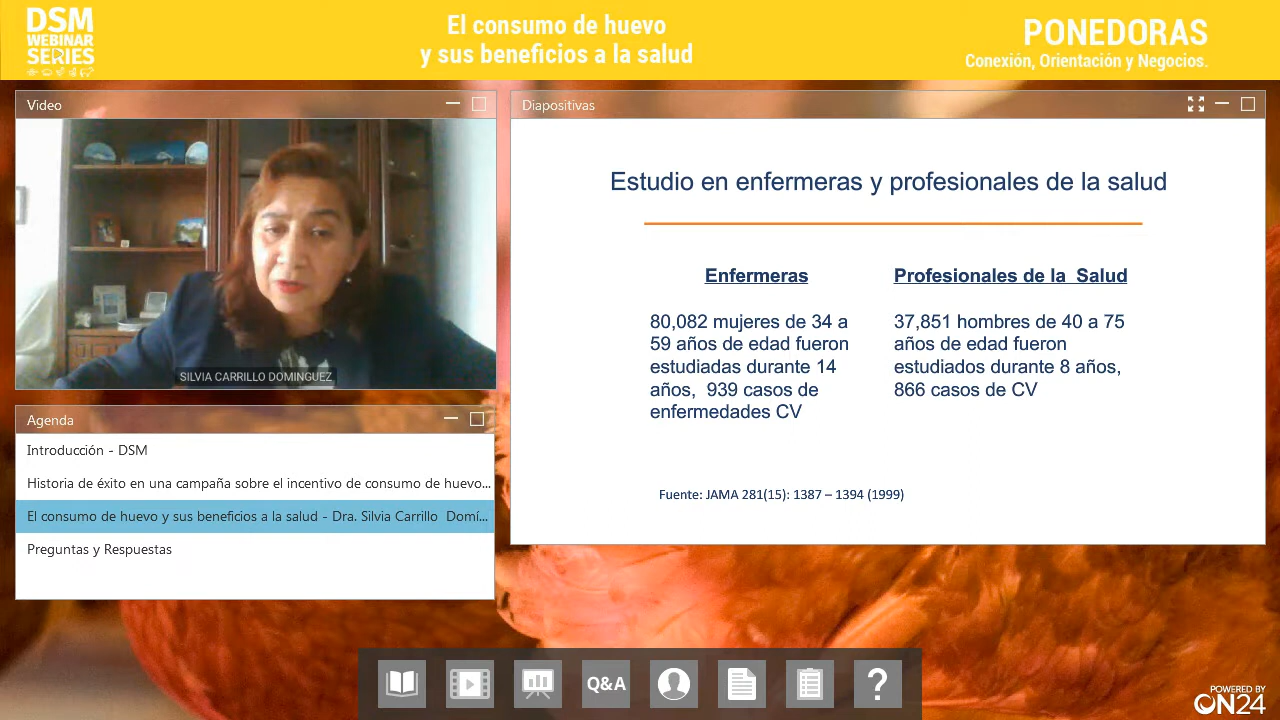 DSM
WEBINAR
SERIES
El consumo de huevo
y sus beneficios a la salud
PONEDORAS
Conexión, Orientación y Negocios.
Video
SILVIA CARRILLO DOMINGUEZ
Agenda
Introducción - DSM
Historia de éxito en una campaña sobre el incentivo de consumo de huevo...
El consumo de huevo y sus beneficios a la salud - Dra. Silvia Carrillo Domí...
Preguntas y Respuestas
Diapositivas
Estudio en enfermeras y profesionales de la salud
Enfermeras
80,082 mujeres de 34 a
59 años de edad fueron
estudiadas durante 14
años, 939 casos de
enfermedades CV
Profesionales de la Salud
37,851 hombres de 40 a 75
años de edad fueron
estudiados durante 8 años,
866 casos de CV
Fuente: JAMA 281(15): 1387 – 1394 (1999)
Q&A
?
POWERED BY
ON24